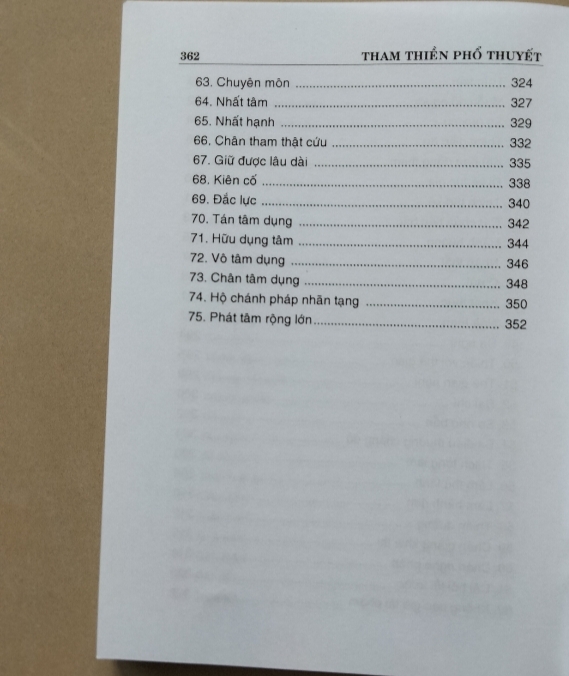 362 THAM THIỀN PHỔ THUYẾT
63. Chuyên môn ........ 324
64. Nhất tâm ........ 327
65. Nhất hạnh ........ 329
66. Chân tham thật cứu ........ 332
67. Giữ được lâu dài ........ 335
68. Kiên cố ........ 338
69. Đắc lực ........ 340
70. Tán tâm dụng ........ 342
71. Hữu dụng tâm ........ 344
72. Vô tâm dụng ........ 346
73. Chân tâm dụng ........ 348
74. Hộ chánh pháp nhãn tạng ........ 350
75. Phát tâm rộng lớn ........ 352